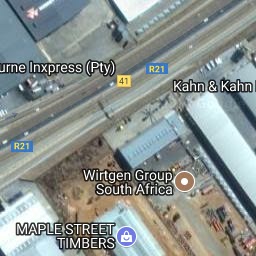 urne Inxpress (Pty)
R21
41
Kahn & Kahn
R21
Wirtgen Group
South Africa
MAPLE STREET
TIMBERS